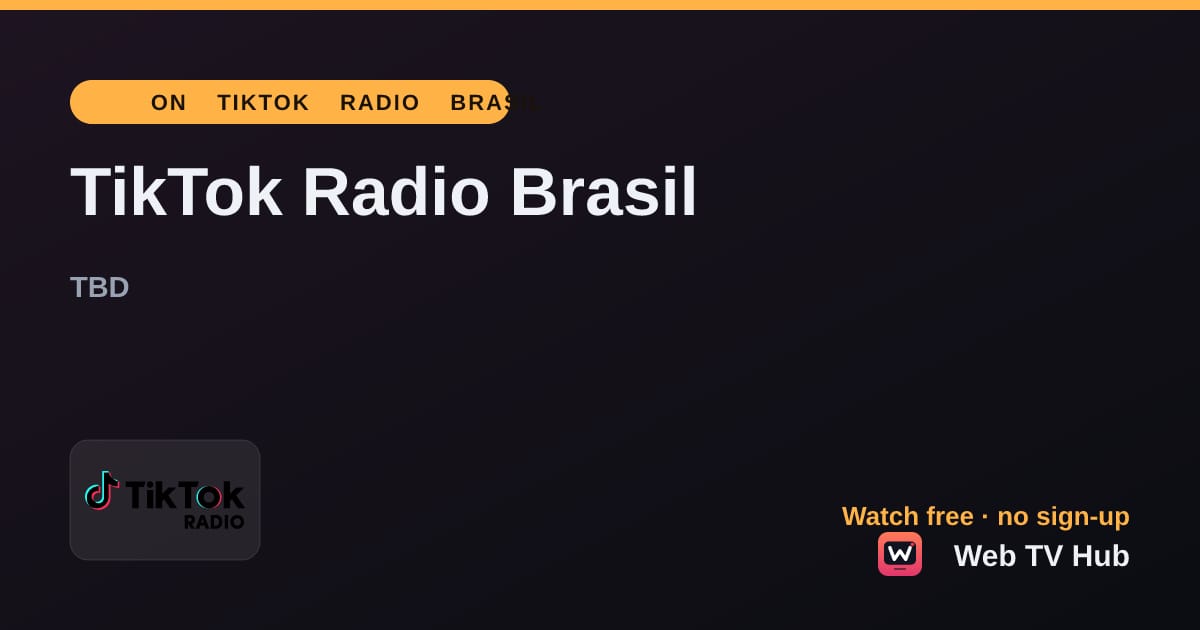 ON TIKTOK RADIO BRASIL
TikTok Radio Brasil
TBD
TikTok
RADIO
Watch free · no sign-up
W
Web TV Hub